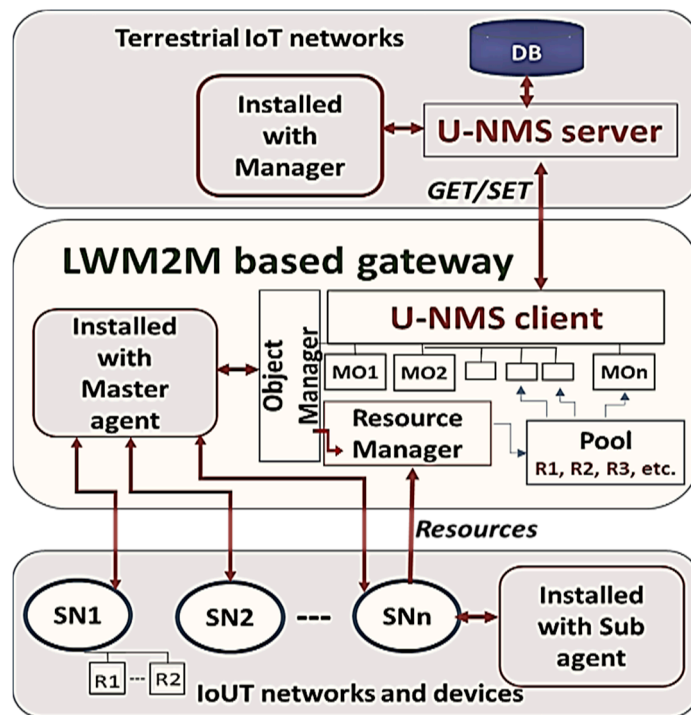 Terrestrial IoT networks
DB
Installed
with
Manager
U-NMS server
GET/SET
LWM2M based gateway
Installed
with
Master
agent
Object
Manager
U-NMS client
MO1
MO2
MOn
Resource
Manager
Pool
R1, R2, R3, etc.
Resources
SN1
SN2
---
SNn
Installed
with Sub
agent
R1 --- R2
IoUT networks and devices